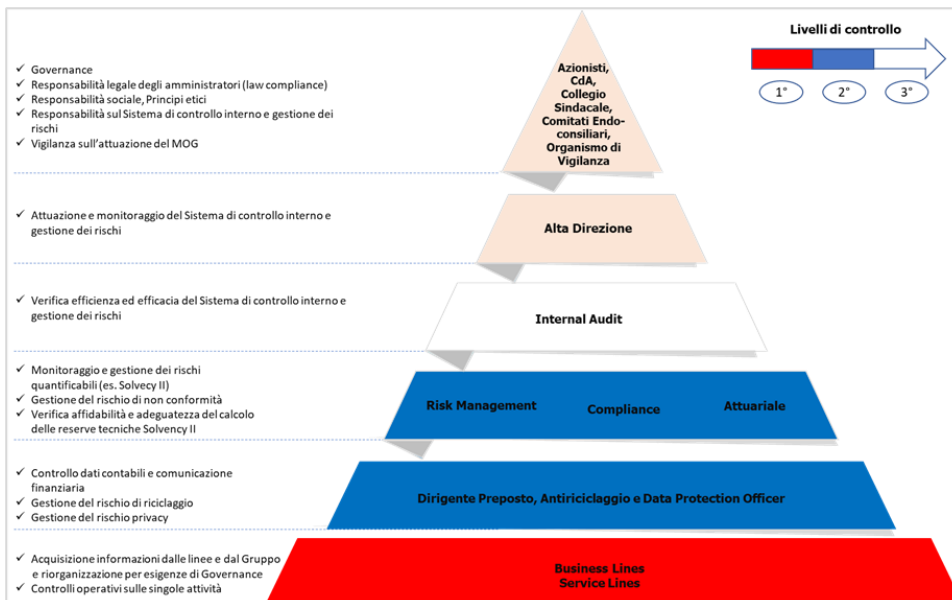 Livelli di controllo
1°
2°
3°
✓ Governance
✓ Responsabilità legale degli amministratori (law compliance)
✓ Responsabilità sociale, Principi etici
✓ Responsabilità sul Sistema di controllo interno e gestione dei
rischi
✓ Vigilanza sull'attuazione del MOG
Azionisti,
CdA,
Collegio
Sindacale,
Comitati Endo-
consiliari,
Organismo di
Vigilanza
✓ Attuazione e monitoraggio del Sistema di controllo interno e
gestione dei rischi
Alta Direzione
✓ Verifica efficienza ed efficacia del Sistema di controllo interno e
gestione dei rischi
Internal Audit
✓ Monitoraggio e gestione dei rischi
quantificabili (es. Solvecy II)
✓ Gestione del rischio di non conformità
✓ Verifica affidabilità e adeguatezza del calcolo
delle reserve tecniche Solvency II
Risk Management
Compliance
Attuariale
✓ Controllo dati contabili e comunicazione
finanziaria
✓ Gestione del rischio di riciclaggio
✓ Gestione del rischio privacy
Dirigente Preposto, Antiriciclaggio e Data Protection Officer
✓ Acquisizione informazioni dalle linee e dal Gruppo
e riorganizzazione per esigenze di Governance
✓ Controlli operativi sulle singole attività
Business Lines
Service Lines